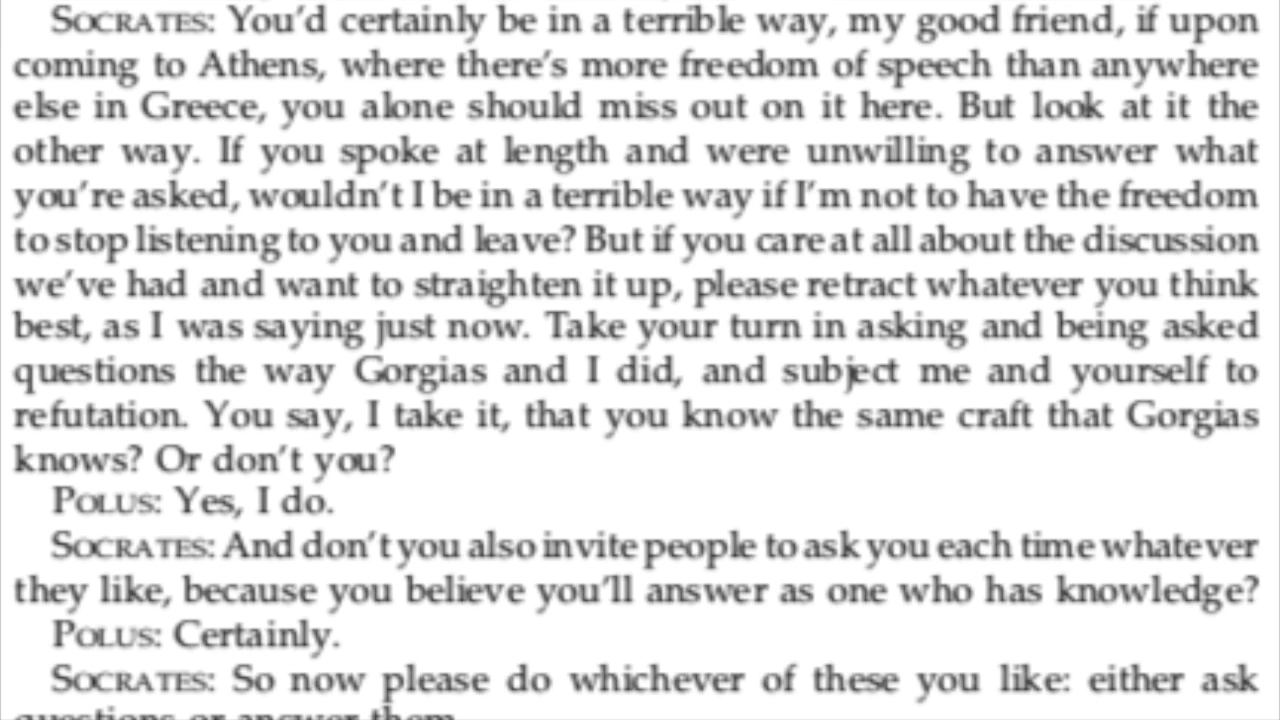 SOCRATES: You'd certainly be in a terrible way, my good friend, if upon
coming to Athens, where there's more freedom of speech than anywhere
else in Greece, you alone should miss out on it here. But look at it the
other way. If you spoke at length and were unwilling to answer what
you're asked, wouldn't I be in a terrible way if I'm not to have the freedom
to stop listening to you and leave? But if you care at all about the discussion
we've had and want to straighten it up, please retract whatever you think
best, as I was saying just now. Take your turn in asking and being asked
questions the way Gorgias and I did, and subject me and yourself to
refutation. You say, I take it, that you know the same craft that Gorgias
knows? Or don't you?
POLUS: Yes, I do.
SOCRATES: And don't you also invite people to ask you each time whatever
they like, because you believe you'll answer as one who has knowledge?
POLUS: Certainly.
SOCRATES: So now please do whichever of these you like: either ask
questions or answer them.